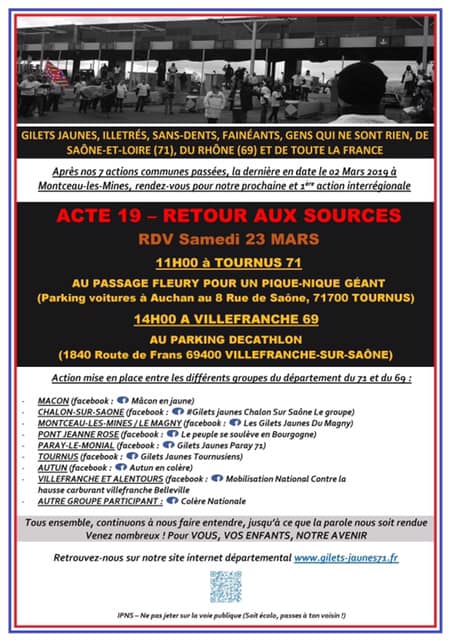 GILETS JAUNES, ILLETRÉS, SANS-DENTS, FAINÉANTS, GENS QUI NE SONT RIEN, DE
SAÔNE-ET-LOIRE (71), DU RHÔNE (69) ET DE TOUTE LA FRANCE
Après nos 7 actions communes passées, la dernière en date le 02 Mars 2019 à
Montceau-les-Mines, rendez-vous pour notre prochaine et 1ère action interrégionale
ACTE 19 – RETOUR AUX SOURCES
RDV Samedi 23 MARS
11H00 à TOURNUS 71
AU PASSAGE FLEURY POUR UN PIQUE-NIQUE GÉANT
(Parking voitures à Auchan au 8 Rue de Saône, 71700 TOURNUS)
14H00 A VILLEFRANCHE 69
AU PARKING DECATHLON
(1840 Route de Frans 69400 VILLEFRANCHE-SUR-SAÔNE)
Action mise en place entre les différents groupes du département du 71 et du 69 :
- MACON (facebook : Mâcon en jaune)
- CHALON-SUR-SAONE (facebook : #Gilets jaunes Chalon Sur Saône Le groupe)
- MONTCEAU-LES-MINES / LE MAGNY (facebook : Les Gilets Jaunes Du Magny)
- PONT JEANNE ROSE (facebook : Le peuple se soulève en Bourgogne)
- PARAY-LE-MONIAL (facebook : Gilets Jaunes Paray 71)
- TOURNUS (facebook : Gilets Jaunes Tournusiens)
- AUTUN (facebook : Autun en colère)
- VILLEFRANCHE ET ALENTOURS (facebook : Mobilisation National Contre la
hausse carburant villefranche Belleville
- AUTRE GROUPE PARTICIPANT : Colère Nationale
Tous ensemble, continuons à nous faire entendre, jusqu'à ce que la parole nous soit rendue
Venez nombreux ! Pour VOUS, VOS ENFANTS, NOTRE AVENIR
Retrouvez-nous sur notre site internet départemental www.gilets-jaunes71.fr
IPNS – Ne pas jeter sur la voie publique (Soit écolo, passes à ton voisin !)